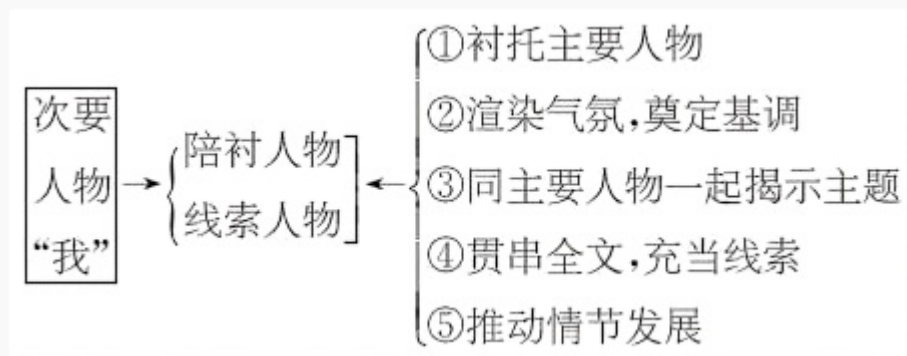 次要
人物
“我”
陪衬人物
线索人物
①衬托主要人物
②渲染气氛,奠定基调
③同主要人物一起揭示主题
④贯串全文,充当线索
⑤推动情节发展